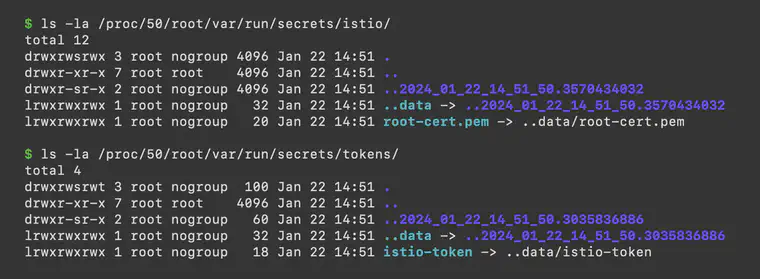 $ ls -la /proc/50/root/var/run/secrets/istio/
total 12
drwxrwsrwx 3 root nogroup 4096 Jan 22 14:51 .
drwxr-xr-x 7 root root    4096 Jan 22 14:51 ..
drwxr-sr-x 2 root nogroup 4096 Jan 22 14:51 ..2024_01_22_14_51_50.3570434032
lrwxrwxrwx 1 root nogroup   32 Jan 22 14:51 ..data -> ..2024_01_22_14_51_50.3570434032
lrwxrwxrwx 1 root nogroup   20 Jan 22 14:51 root-cert.pem -> ..data/root-cert.pem
$ ls -la /proc/50/root/var/run/secrets/tokens/
total 4
drwxrwsrwt 3 root nogroup  100 Jan 22 14:51 .
drwxr-xr-x 7 root root    4096 Jan 22 14:51 ..
drwxr-sr-x 2 root nogroup   60 Jan 22 14:51 ..2024_01_22_14_51_50.3035836886
lrwxrwxrwx 1 root nogroup   32 Jan 22 14:51 ..data -> ..2024_01_22_14_51_50.3035836886
lrwxrwxrwx 1 root nogroup   18 Jan 22 14:51 istio-token -> ..data/istio-token